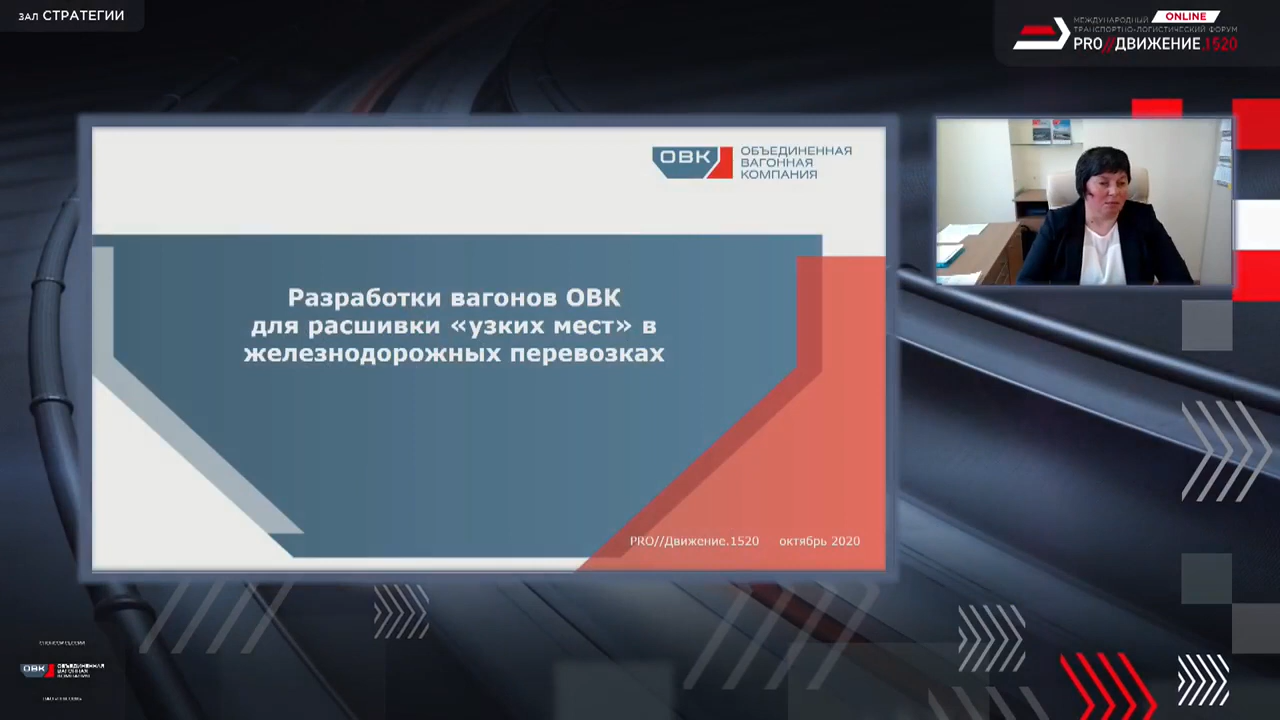 ЗАЛ СТРАТЕГИИ
ONLINE
МЕЖДУНАРОДНЫЙ
ТРАНСПОРТНО-ЛОГИСТИЧЕСКИЙ ФОРУМ
PRO//ДВИЖЕНИЕ.1520
ОВК
ОБЪЕДИНЕННАЯ
ВАГОННАЯ
КОМПАНИЯ
Разработки вагонов ОВК
для расшивки «узких мест» в
железнодорожных перевозках
PRO//Движение.1520 октябрь 2020
ОВК
ОБЪЕДИНЕННАЯ
ВАГОННАЯ
КОМПАНИЯ